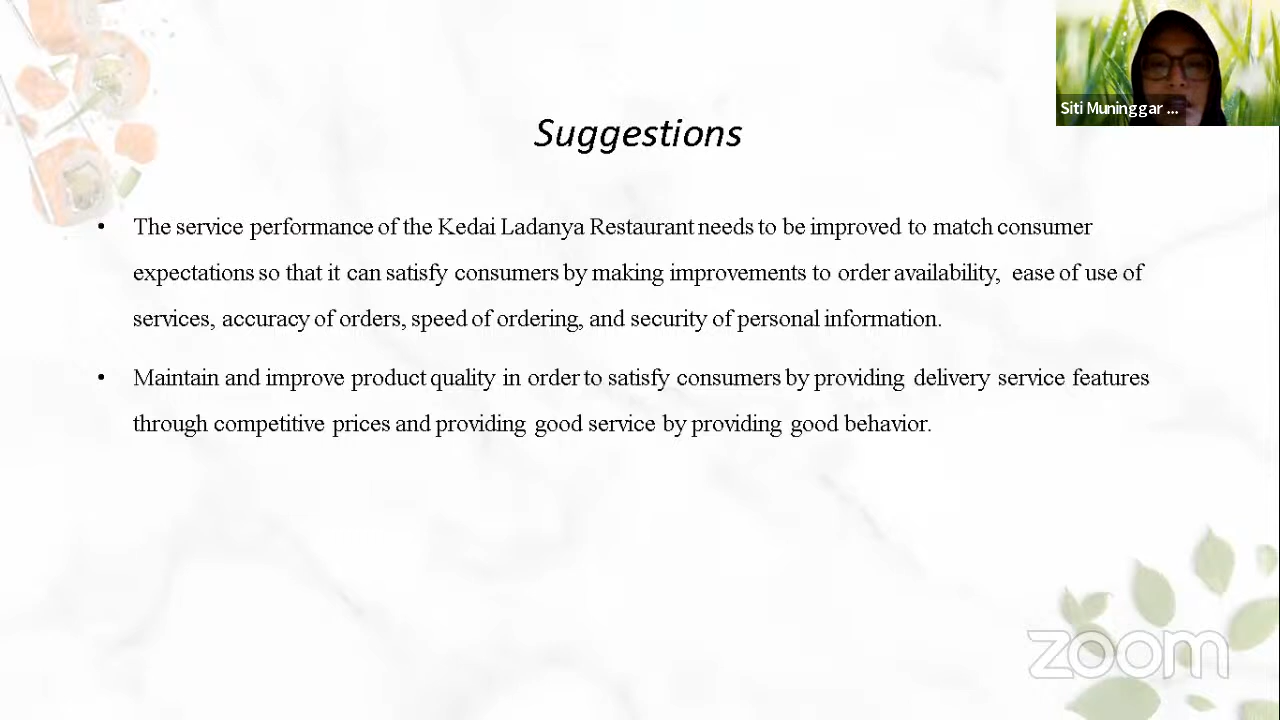 Siti Muninggar ...
Suggestions
• The service performance of the Kedai Ladanya Restaurant needs to be improved to match consumer
expectations so that it can satisfy consumers by making improvements to order availability, ease of use of
services, accuracy of orders, speed of ordering, and security of personal information.
• Maintain and improve product quality in order to satisfy consumers by providing delivery service features
through competitive prices and providing good service by providing good behavior.
zoom